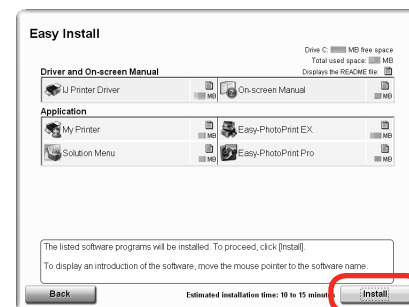 Easy Install
Drive C: MB free space
Total used space: MB
Driver and On-screen Manual
Displays the README file:
IJ Printer Driver
MB
On-screen Manual
MB
Application
My Printer
MB
Easy-PhotoPrint EX
MB
Solution Menu
MB
Easy-PhotoPrint Pro
MB
The listed software programs will be installed. To proceed, click [Install].
To display an introduction of the software, move the mouse pointer to the software name.
Back
Estimated installation time: 10 to 15 minutes
Install